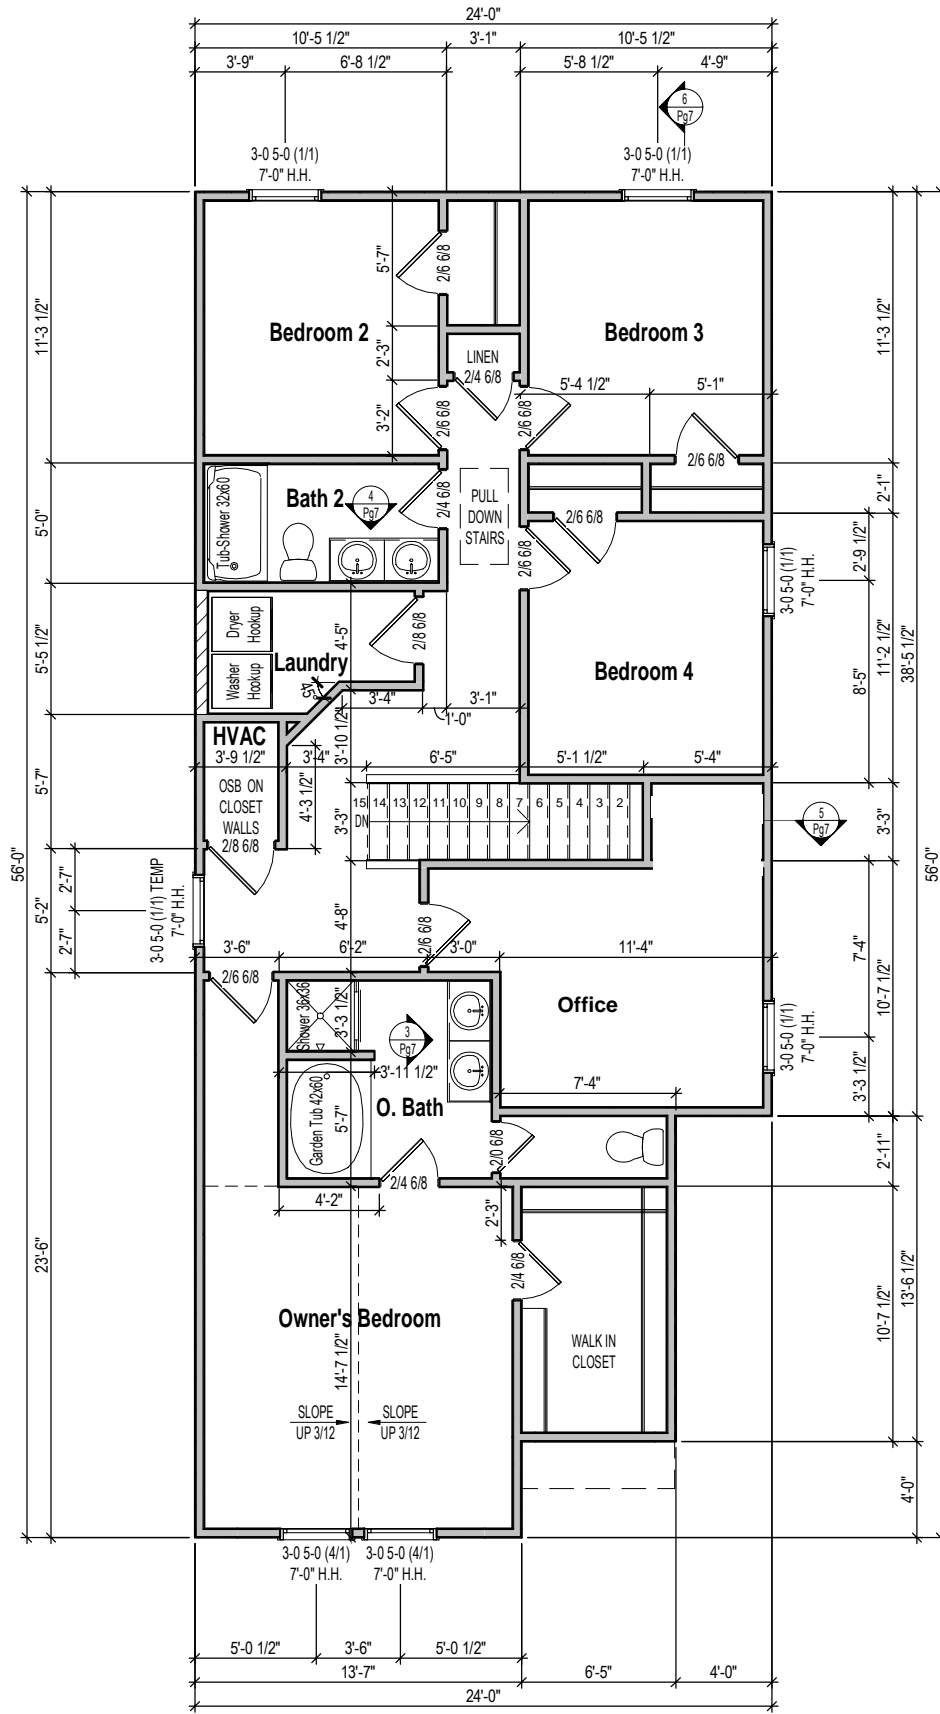 24'-0"
10'-5 1/2" 3'-1" 10'-5 1/2"
3'-9" 6'-8 1/2" 5'-8 1/2" 4'-9"
6
Pg7
3-0 5-0 (1/1)
7'-0" H.H.
3-0 5-0 (1/1)
7'-0" H.H.
5'-7"
2/6 6/8
11'-3 1/2"
11'-3 1/2"
Bedroom 2
Bedroom 3
2'-3"
LINEN
2/4 6/8
5'-4 1/2" 5'-1"
3'-2"
2/6 6/8
2/6 6/8
2/6 6/8
Tub-Shower 32x60
Bath 2
4
Pg7
2/4 6/8
PULL
DOWN
STAIRS
2/6 6/8
2/6 6/8
2'-1"
5'-0"
2'-9 1/2"
3-0 5-0 (1/1)
7'-0" H.H.
Dryer
Hookup
Washer
Hookup
Laundry
4'-5"
2/8 6/8
5'-5 1/2"
45°
Bedroom 4
8'-5"
11'-2 1/2"
38'-5 1/2"
3'-4"
1'-0"
3'-1"
HVAC
3'-9 1/2" 3'-4"
3'-10 1/2"
6'-5" 5'-1 1/2" 5'-4"
OSB ON
CLOSET
WALLS
2/8 6/8
4'-3 1/2"
5'-7"
3'-3"
15 14 13 12 11 10 9 8 7 6 5 4 3 2
DN
5
Pg7
3'-3"
56'-0"
56'-0"
2'-7"
5'-2"
2'-7"
3-0 5-0 (1/1) TEMP
7'-0" H.H.
4'-8"
2/6 6/8
3'-6" 6'-2" 3'-0" 11'-4"
7'-4"
10'-7 1/2"
2/6 6/8
Shower 36x36
3'-3 1/2"
3
Pg7
Office
3-0 5-0 (1/1)
7'-0" H.H.
3'-3 1/2"
3'-11 1/2"
7'-4"
Garden Tub 42x60
5'-7"
O. Bath
2/0 6/8
2'-11"
2/4 6/8
4'-2"
2'-3"
2/4 6/8
23'-6"
Owner's Bedroom
14'-7 1/2"
WALK IN
CLOSET
10'-7 1/2"
13'-6 1/2"
SLOPE
UP 3/12
SLOPE
UP 3/12
4'-0"
3-0 5-0 (4/1)
7'-0" H.H.
3-0 5-0 (4/1)
7'-0" H.H.
5'-0 1/2" 3'-6" 5'-0 1/2"
13'-7" 6'-5" 4'-0"
24'-0"